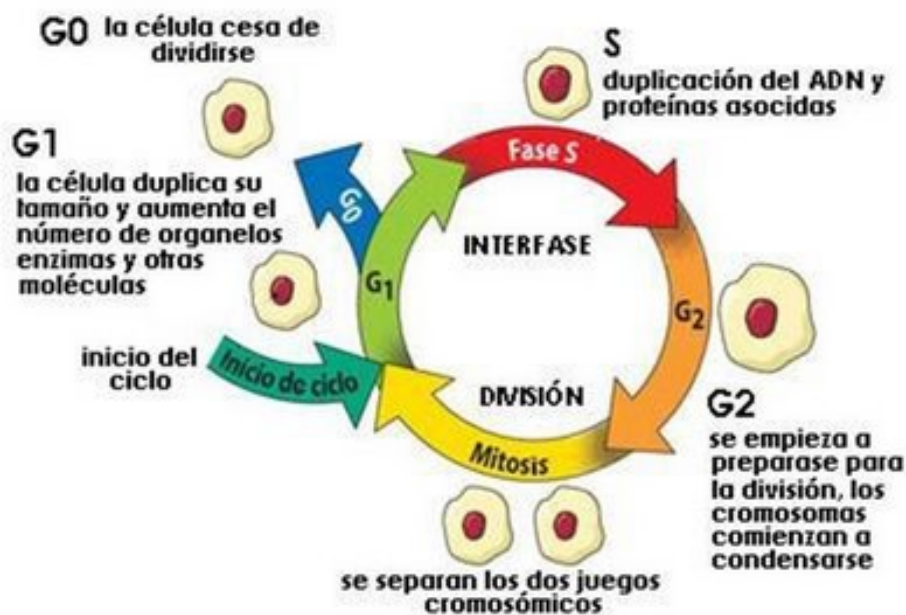 G0 la célula cesa de
dividirse
S
duplicación del ADN y
proteínas asocidas
G1
la célula duplica su
tamaño y aumenta el
número de organelos
enzimas y otras
moléculas
Fase S
G0
INTERFASE
G1
G2
inicio del
ciclo
Início de ciclo
DIVISIÓN
Mitosis
G2
se empieza a
preparase para
la división, los
cromosomas
comienzan a
condensarse
se separan los dos juegos
cromosómicos